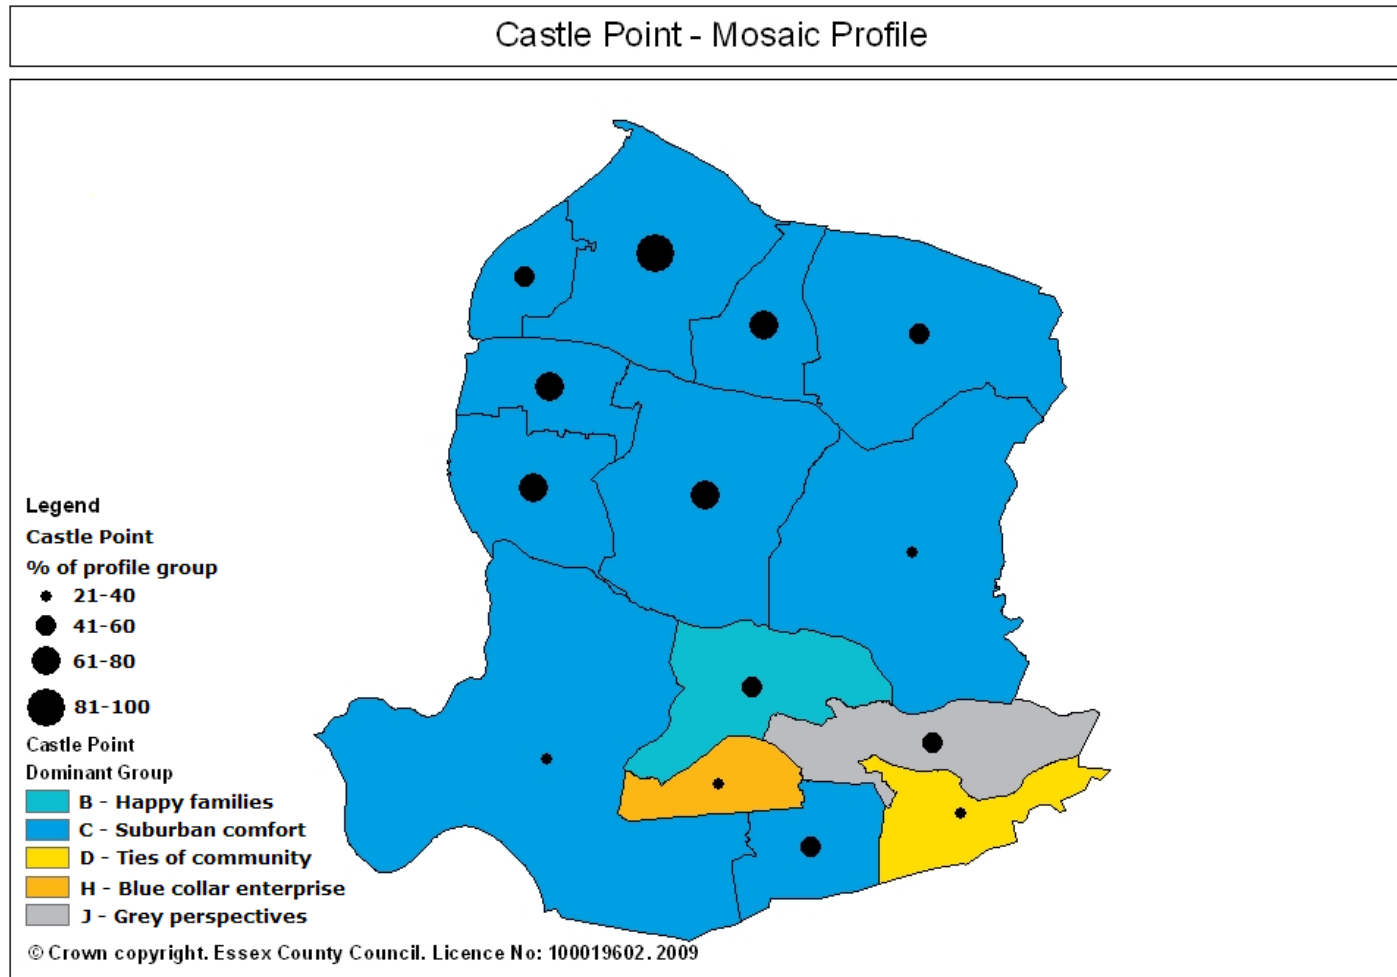 Castle Point - Mosaic Profile
Legend
Castle Point
% of profile group
21-40
41-60
61-80
81-100
Castle Point
Dominant Group
B - Happy families
C - Suburban comfort
D - Ties of community
H - Blue collar enterprise
J - Grey perspectives
© Crown copyright. Essex County Council. Licence No: 100019602. 2009